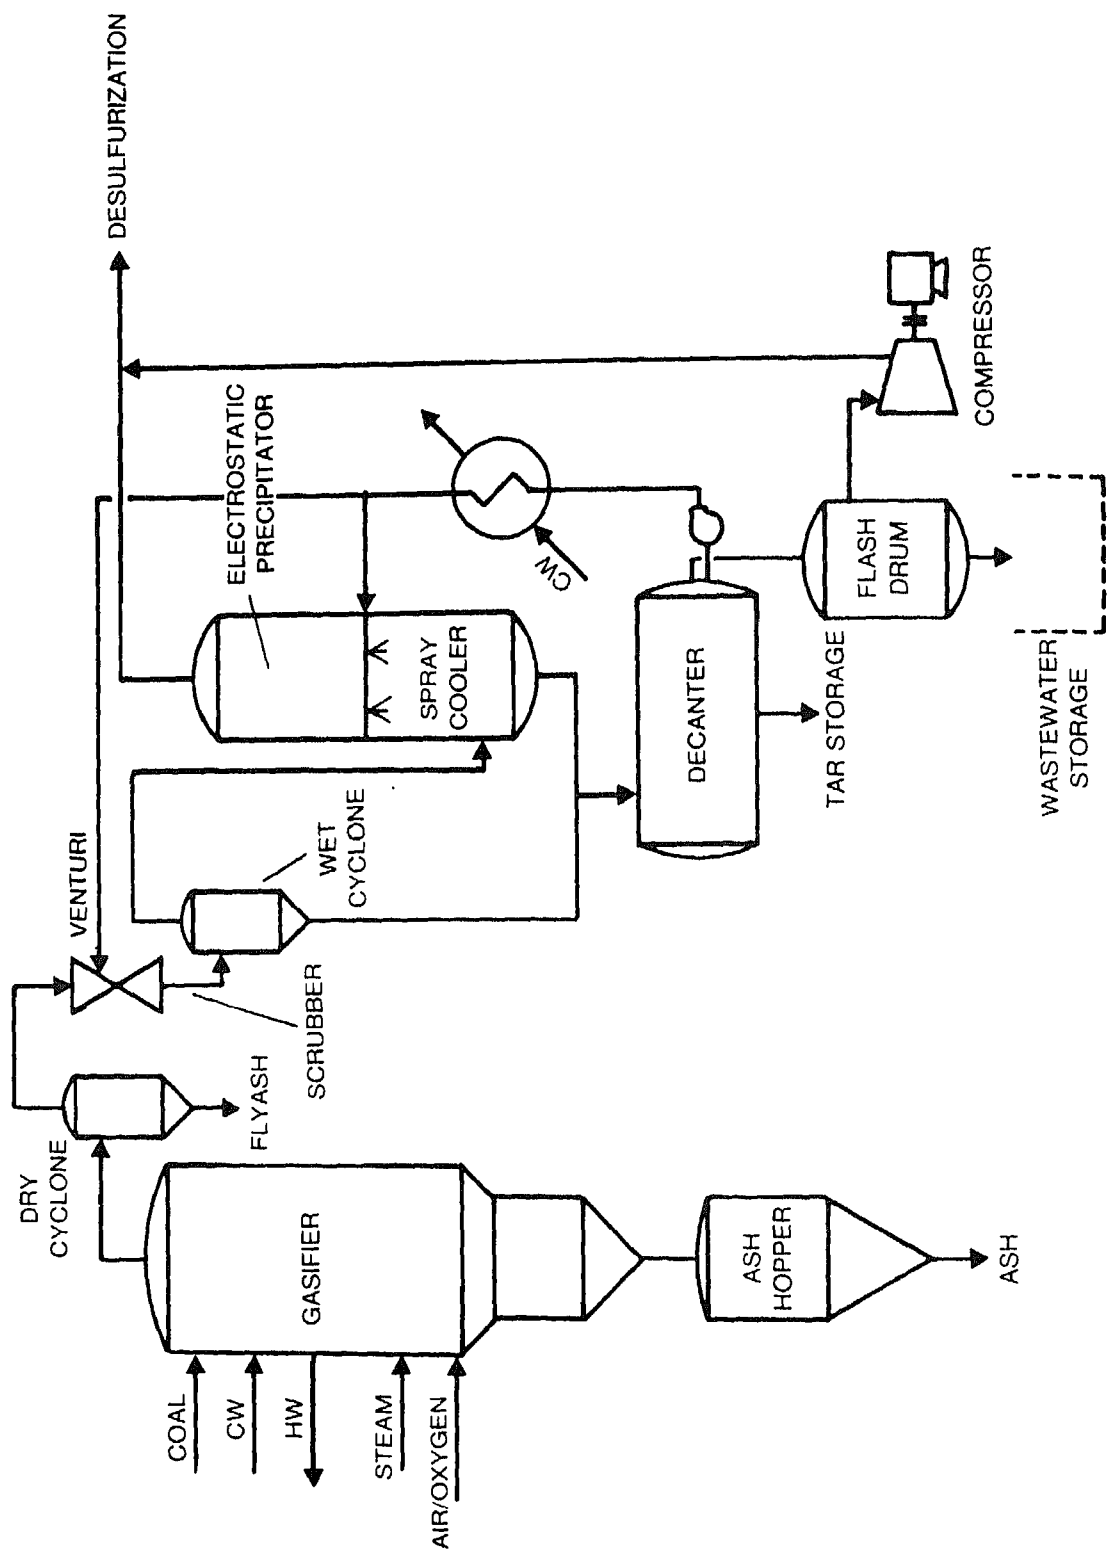 COAL
CW
HW
STEAM
AIR/OXYGEN
GASIFIER
ASH
HOPPER
ASH
DRY
CYCLONE
FLYASH
VENTURI
SCRUBBER
WET
CYCLONE
ELECTROSTATIC
PRECIPITATOR
SPRAY
COOLER
CW
DECANTER
TAR STORAGE
FLASH
DRUM
WASTEWATER
STORAGE
COMPRESSOR
DESULFURIZATION